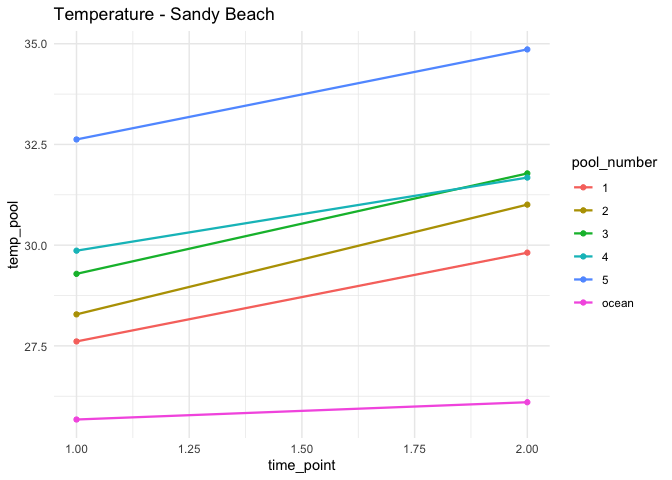 Temperature - Sandy Beach
temp_pool
35.0
32.5
30.0
27.5
1.00
1.25
1.50
1.75
2.00
time_point
pool_number
1
2
3
4
5
ocean